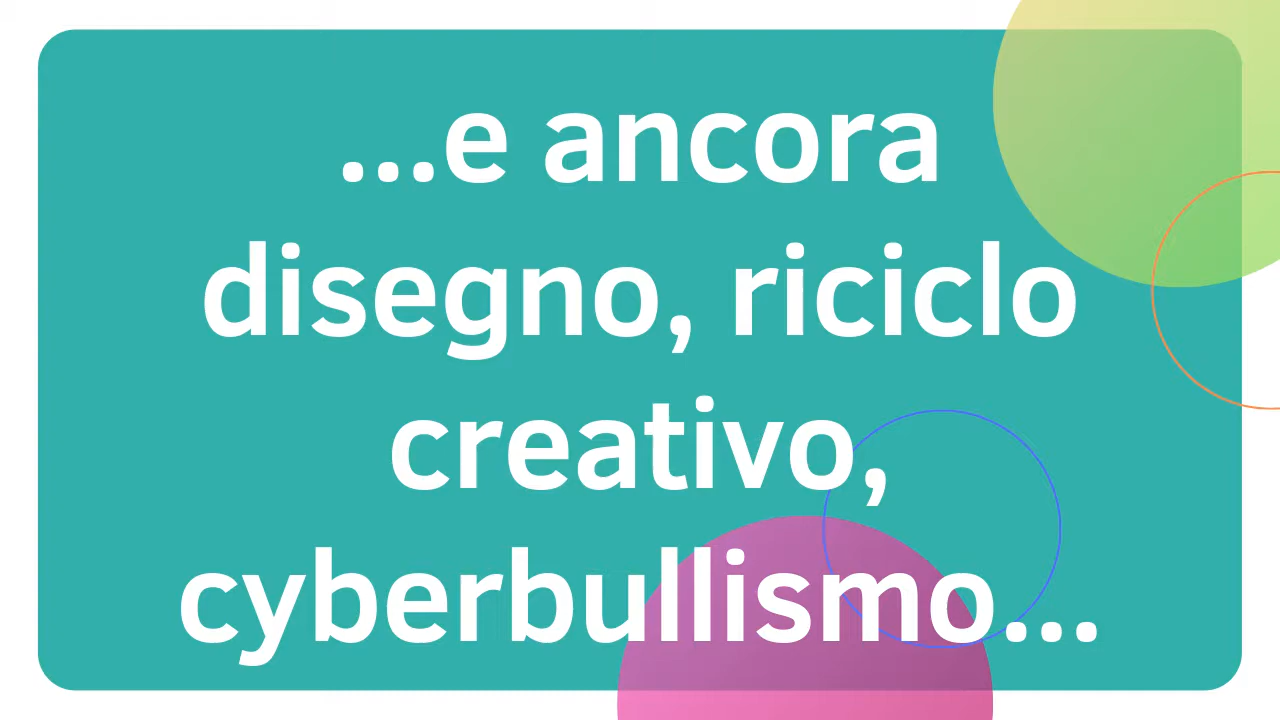 ...e ancora
disegno, riciclo
creativo,
cyberbullismo...